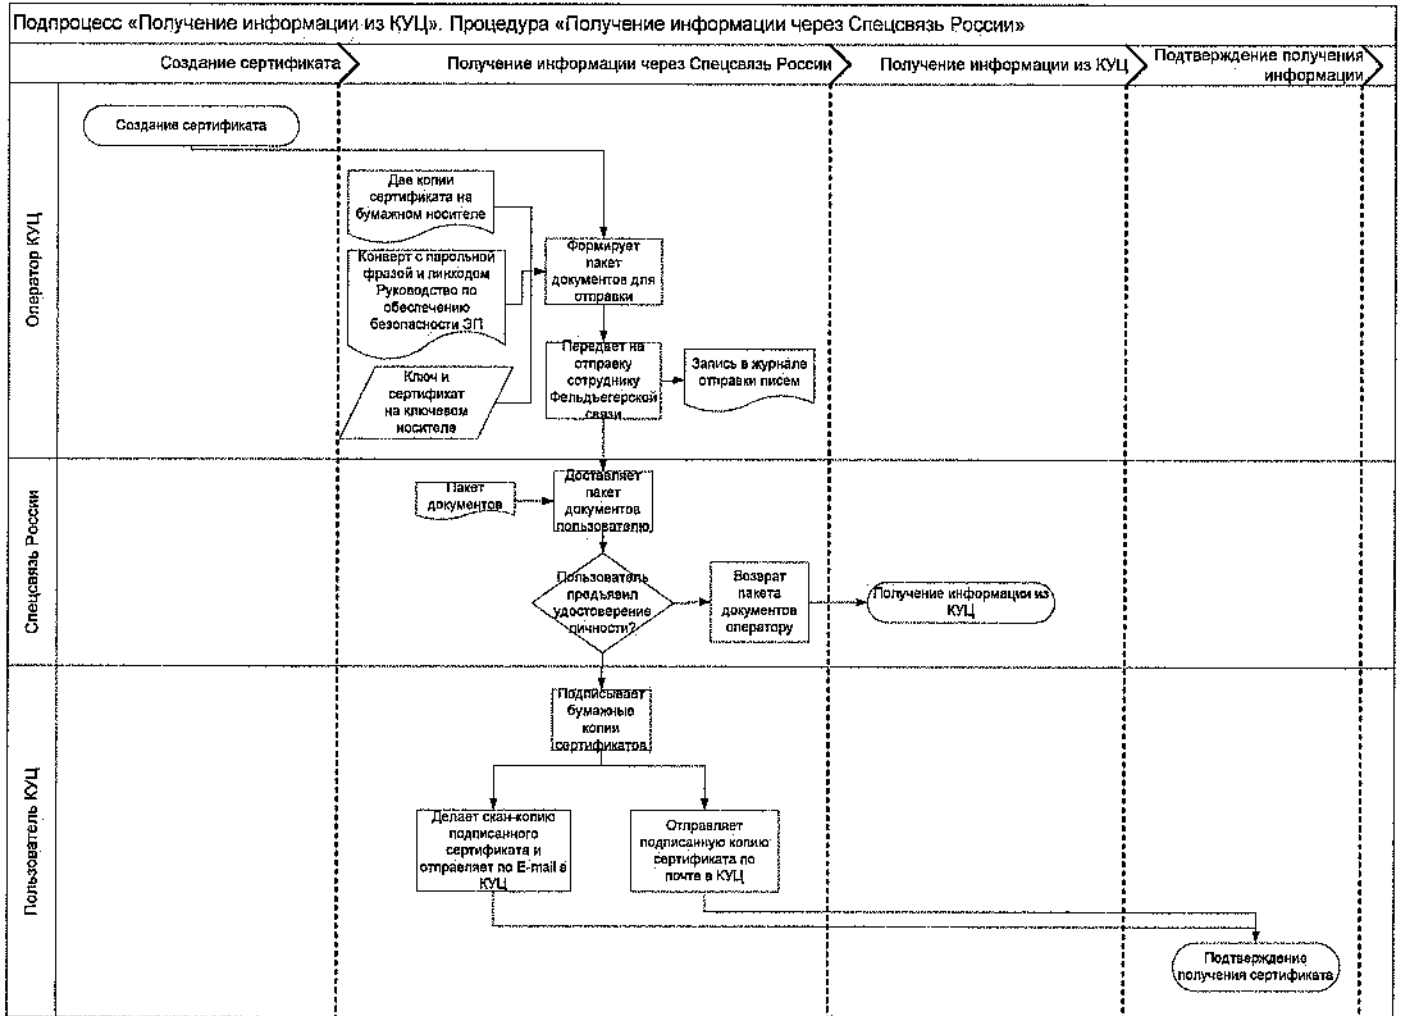 Подпроцесс «Получение информации из КУЦ». Процедура «Получение информации через Спецсвязь России»
Создание сертификата
Получение информации через Спецсвязь России
Получение информации из КУЦ
Подтверждение получения
информации
Оператор КУЦ
Создание сертификата
Две копии
сертификата на
бумажном носителе
Конверт с парольной
фразой и пинкодом
Руководство по
обеспечению
безопасности ЭП
Ключ и
сертификат
на ключевом
носителе
Формирует
пакет
документов для
отправки
Передает на
отправку
сотруднику
Фельдъегерской
связи
Запись в журнале
отправки писем
Спецсвязь России
Пакет
документов
Доставляет
пакет
документов
пользователю
Пользователь
предъявил
удостоверение
личности?
Возврат
пакета
документов
оператору
Получение информации из
КУЦ
Пользователь КУЦ
Подписывает
бумажные
копии
сертификатов
Делает скан-копию
подписанного
сертификата и
отправляет по E-mail в
КУЦ
Отправляет
подписанную копию
сертификата по
почте в КУЦ
Подтверждение
получения сертификата